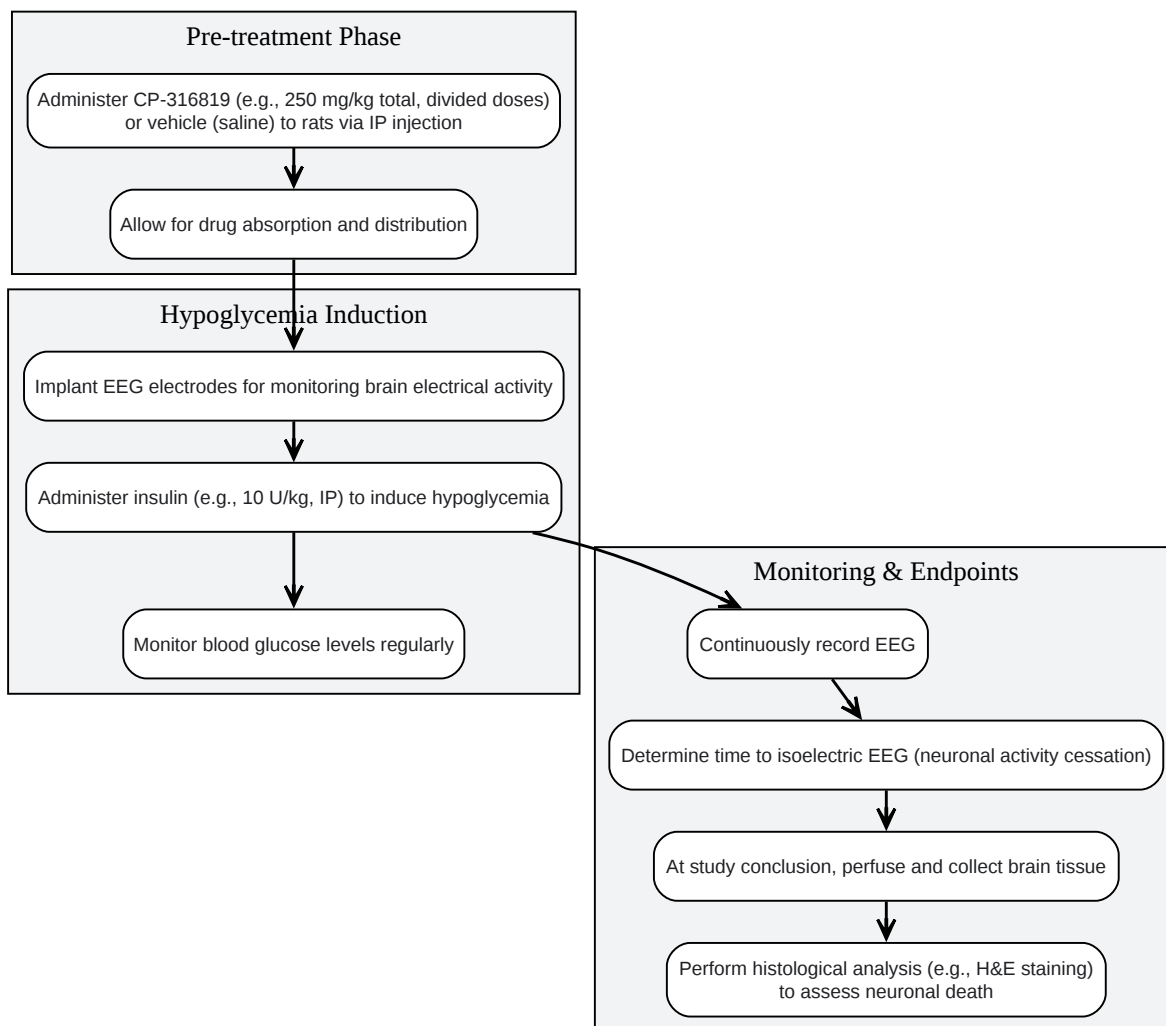 Pre-treatment Phase
Administer CP-316819 (e.g., 250 mg/kg total, divided doses)
or vehicle (saline) to rats via IP injection
Allow for drug absorption and distribution
Hypoglycemia Induction
Implant EEG electrodes for monitoring brain electrical activity
Administer insulin (e.g., 10 U/kg, IP) to induce hypoglycemia
Monitor blood glucose levels regularly
Monitoring & Endpoints
Continuously record EEG
Determine time to isoelectric EEG (neuronal activity cessation)
At study conclusion, perfuse and collect brain tissue
Perform histological analysis (e.g., H&E staining)
to assess neuronal death